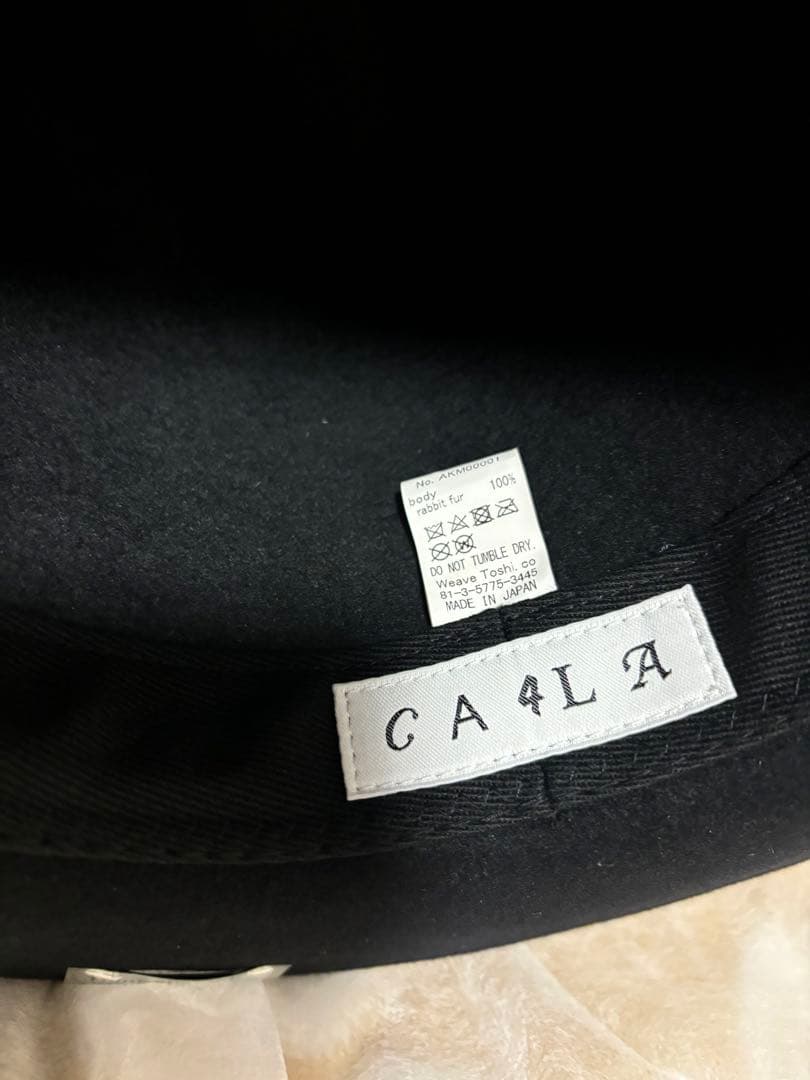 No. AKM00001
body
rabbit fur 100%
DO NOT TUMBLE DRY.
Weave Toshi. co
81-3-5775-3445
MADE IN JAPAN
CA4LA